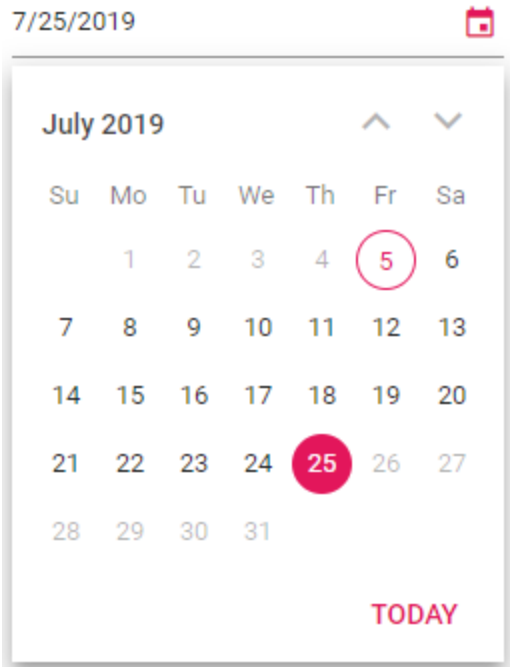 7/25/2019
July 2019
Su Mo Tu We Th Fr Sa
1 2 3 4 5 6
7 8 9 10 11 12 13
14 15 16 17 18 19 20
21 22 23 24 25 26 27
28 29 30 31
TODAY